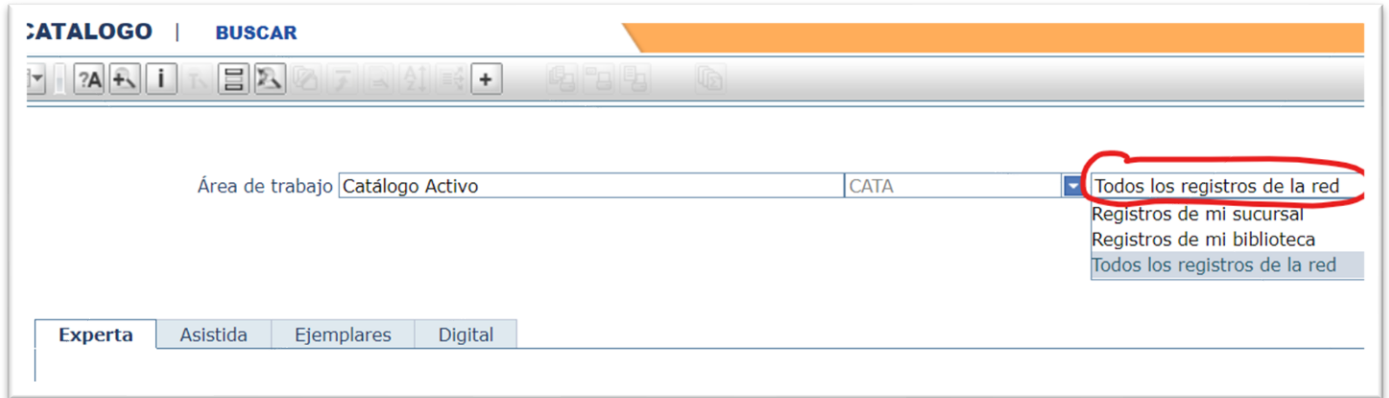 CATALOGO | BUSCAR
?A i +
Área de trabajo Catálogo Activo CATA Todos los registros de la red
Registros de mi sucursal
Registros de mi biblioteca
Todos los registros de la red
Experta Asistida Ejemplares Digital